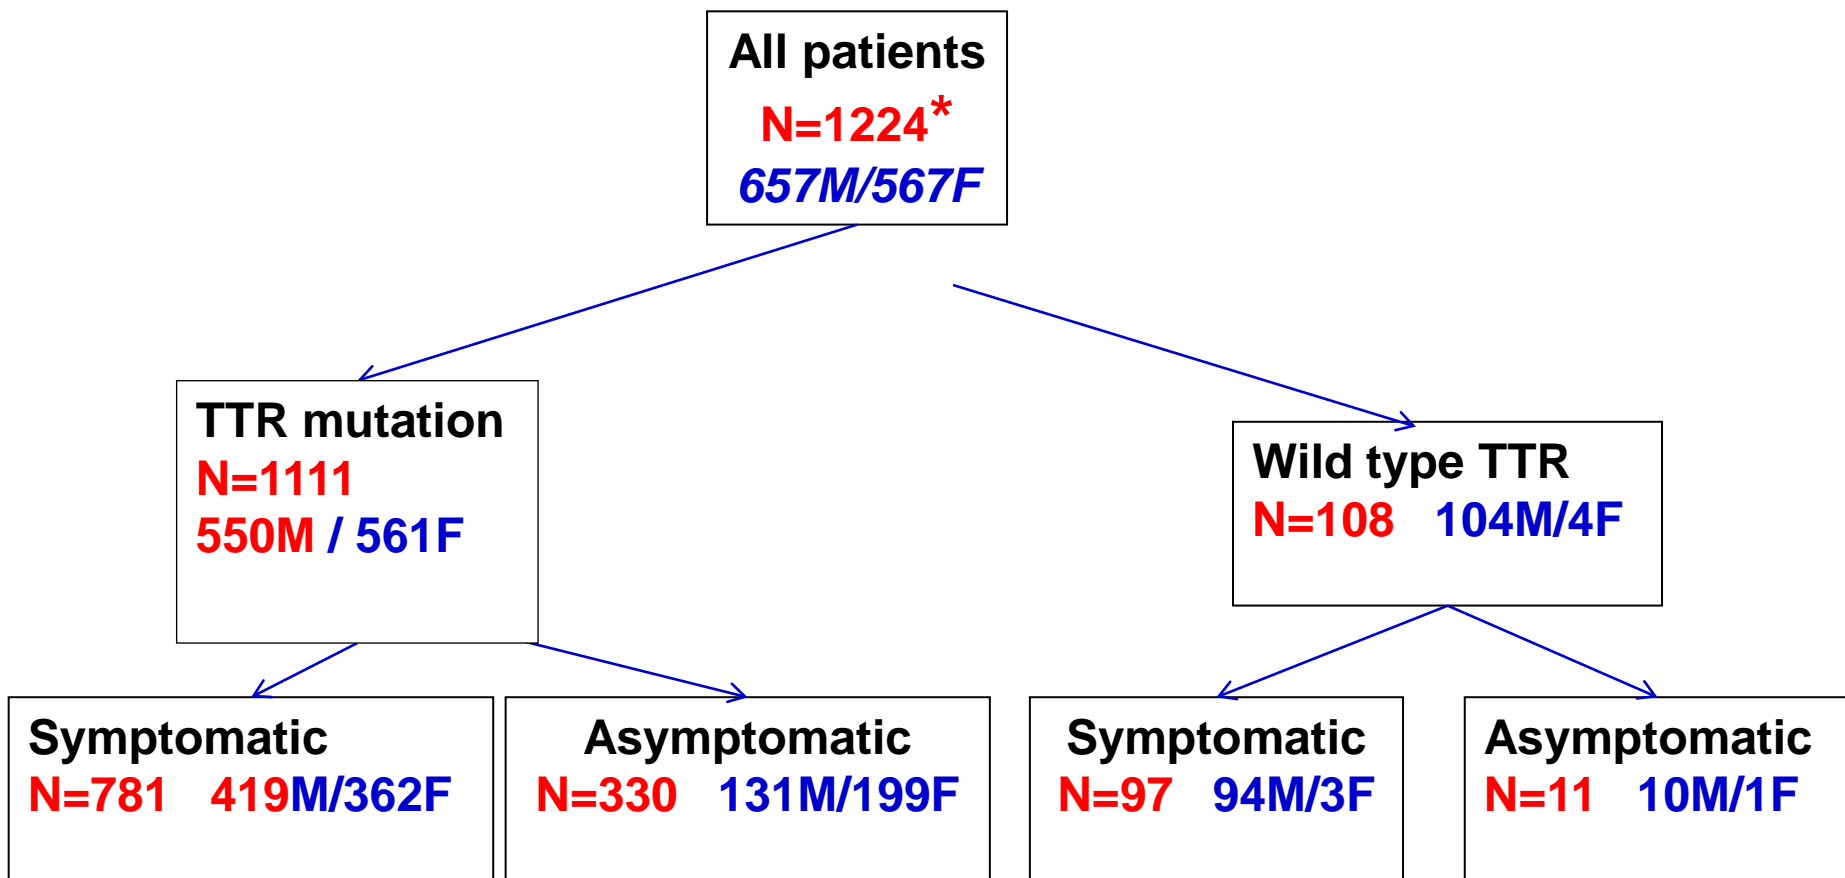 All patients
N=1224*
657M/567F
TTR mutation
N=1111
550M / 561F
Wild type TTR
N=108 104M/4F
Symptomatic
N=781 419M/362F
Asymptomatic
N=330 131M/199F
Symptomatic
N=97 94M/3F
Asymptomatic
N=11 10M/1F